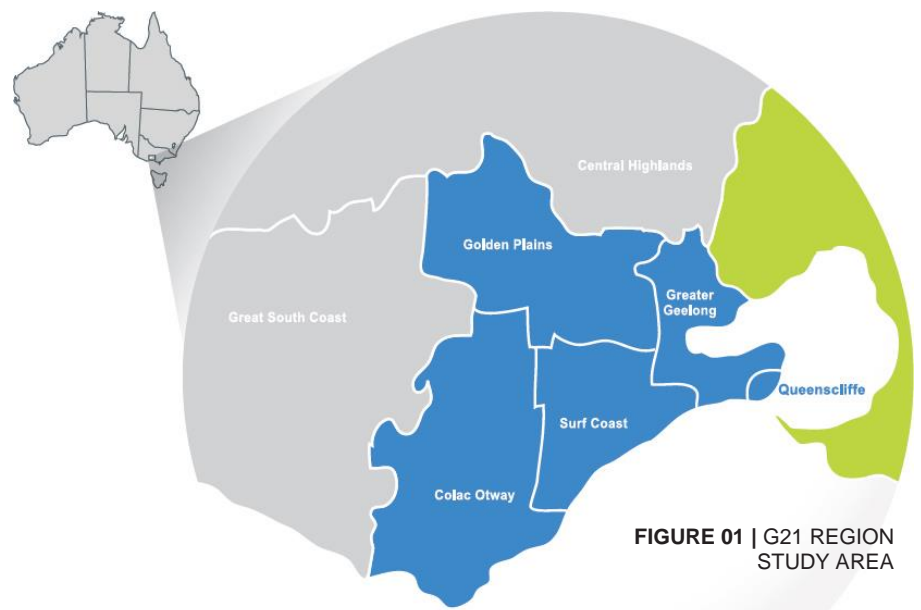 Central Highlands
Golden Plains
Greater
Geelong
Great South Coast
Queenscliffe
Surf Coast
Colac Otway
FIGURE 01 | G21 REGION
STUDY AREA